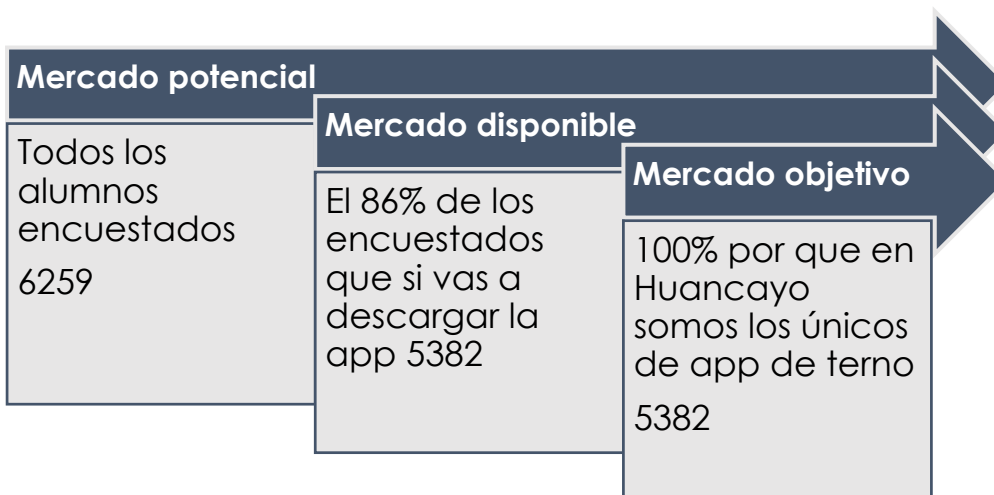 Mercado potencial
Todos los
alumnos
encuestados
6259
Mercado disponible
El 86% de los
encuestados
que si vas a
descargar la
app 5382
Mercado objetivo
100% por que en
Huancayo
somos los únicos
de app de terno
5382